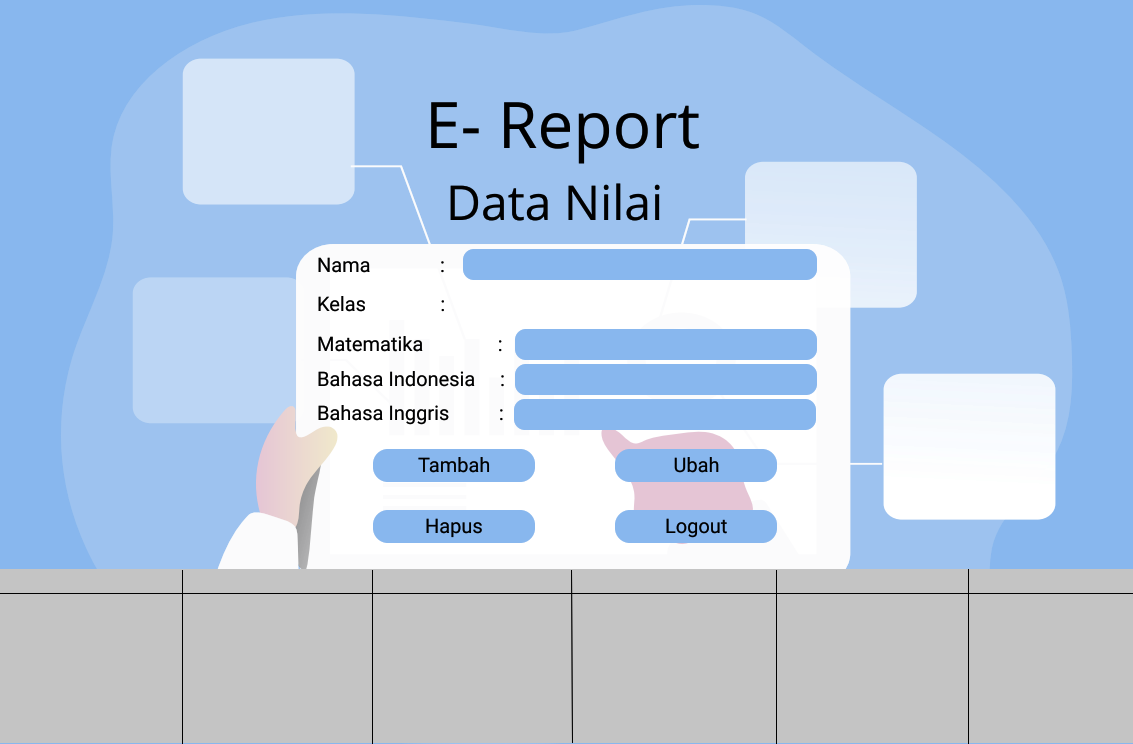 E- Report
Data Nilai
Nama :
Kelas :
Matematika :
Bahasa Indonesia :
Bahasa Inggris :
Tambah Ubah
Hapus Logout